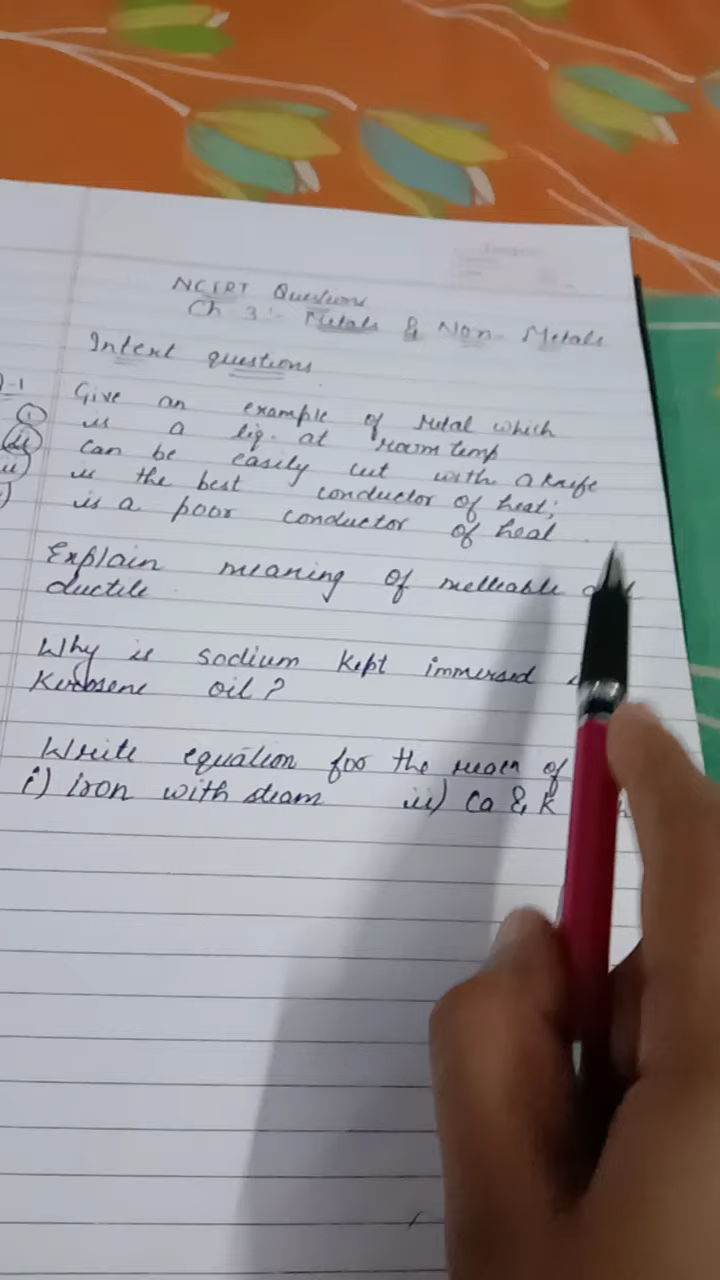 NCERT Questions
Ch 3:- Metals & Non- Metals
Intext questions
-1 Give an example of Metal which
(i) is a liq. at room temp
(ii) can be easily cut with a knife
is the best conductor of heat;
is a poor conductor of heat.
Explain meaning of melleable
ductile.
Why is sodium kept immersed
Kerosene oil?
Write equation for the reacn of
i) iron with steam ii) Ca & K